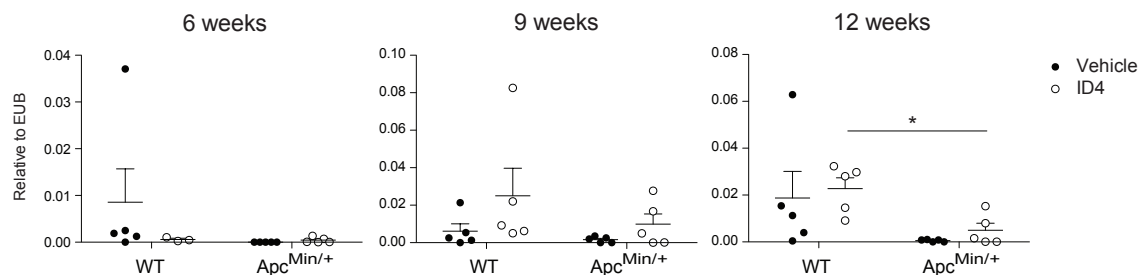 6 weeks
9 weeks
12 weeks
Relative to EUB
0.04
0.03
0.02
0.01
0.00
WT
Apc Min/+
0.10
0.08
0.06
0.04
0.02
0.00
WT
Apc Min/+
0.08
0.06
0.04
0.02
0.00
*
WT
Apc Min/+
Vehicle
ID4